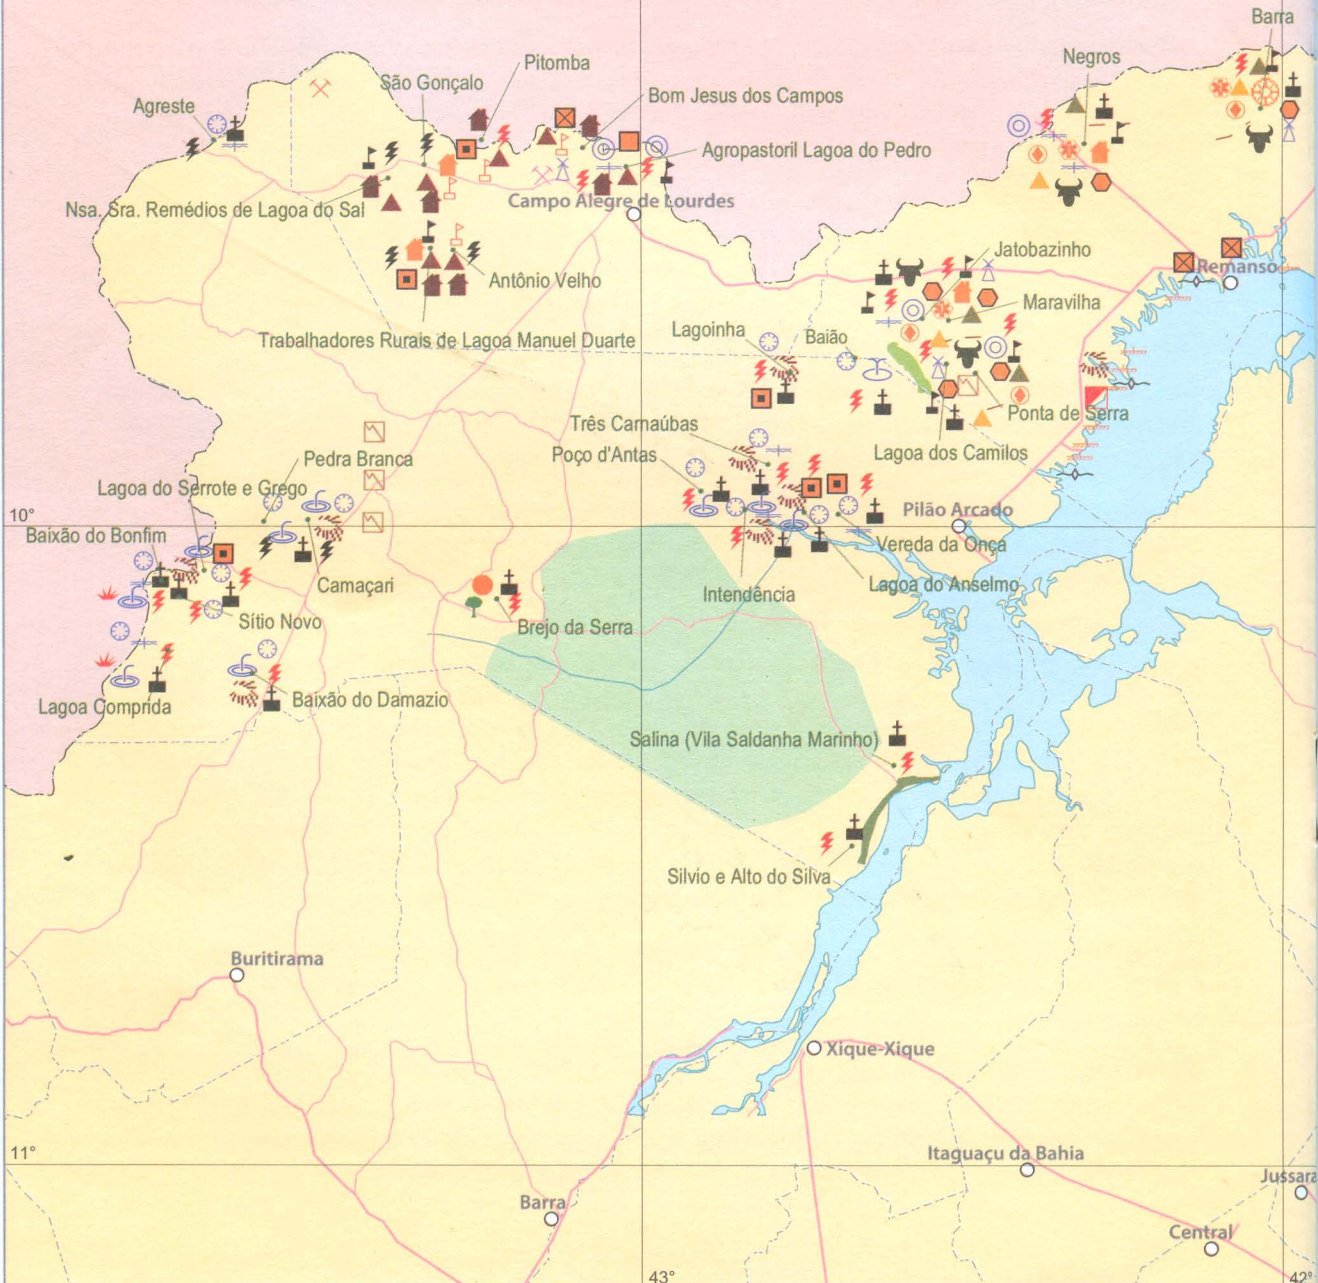 Barra
Negros
Pitomba
São Gonçalo
Bom Jesus dos Campos
Agreste
Agropastoril Lagoa do Pedro
Nsa. Sra. Remédios de Lagoa do Sal
Campo Alegre de Lourdes
Jatobazinho
Remanso
Antônio Velho
Maravilha
Trabalhadores Rurais de Lagoa Manuel Duarte
Lagoinha
Baião
Ponta de Serra
Três Carnaúbas
Lagoa dos Camilos
Poço d'Antas
Pedra Branca
Lagoa do Serrote e Grego
Pilão Arcado
10°
Baixão do Bonfim
Vereda da Onça
Camaçari
Lagoa do Anselmo
Intendência
Sítio Novo
Brejo da Serra
Baixão do Damazio
Lagoa Comprida
Salina (Vila Saldanha Marinho)
Silvio e Alto do Silva
Buritirama
Xique-Xique
11°
Itaguaçu da Bahia
Jussara
Barra
Central
43°
42°